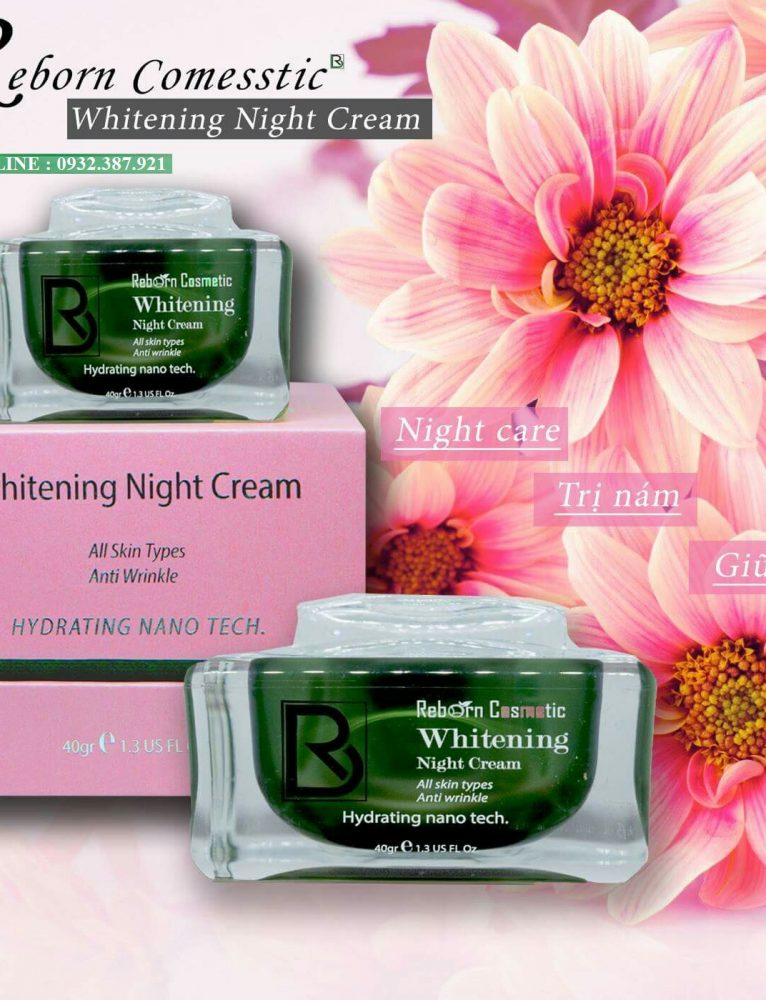 Reborn Comesstic
Whitening Night Cream
LINE : 0932.387.921
Reborn Cosmetic
Whitening
Night Cream
All skin types
Anti wrinkle
Hydrating nano tech.
40gr e 1.3 US FL Oz
hitening Night Cream
All Skin Types
Anti Wrinkle
HYDRATING NANO TECH.
40gr e 1.3 US FL
Night care
Trị nám
Giữ
Reborn Cosmetic
Whitening
Night Cream
All skin types
Anti wrinkle
Hydrating nano tech.
40gr e 1.3 US FL Oz